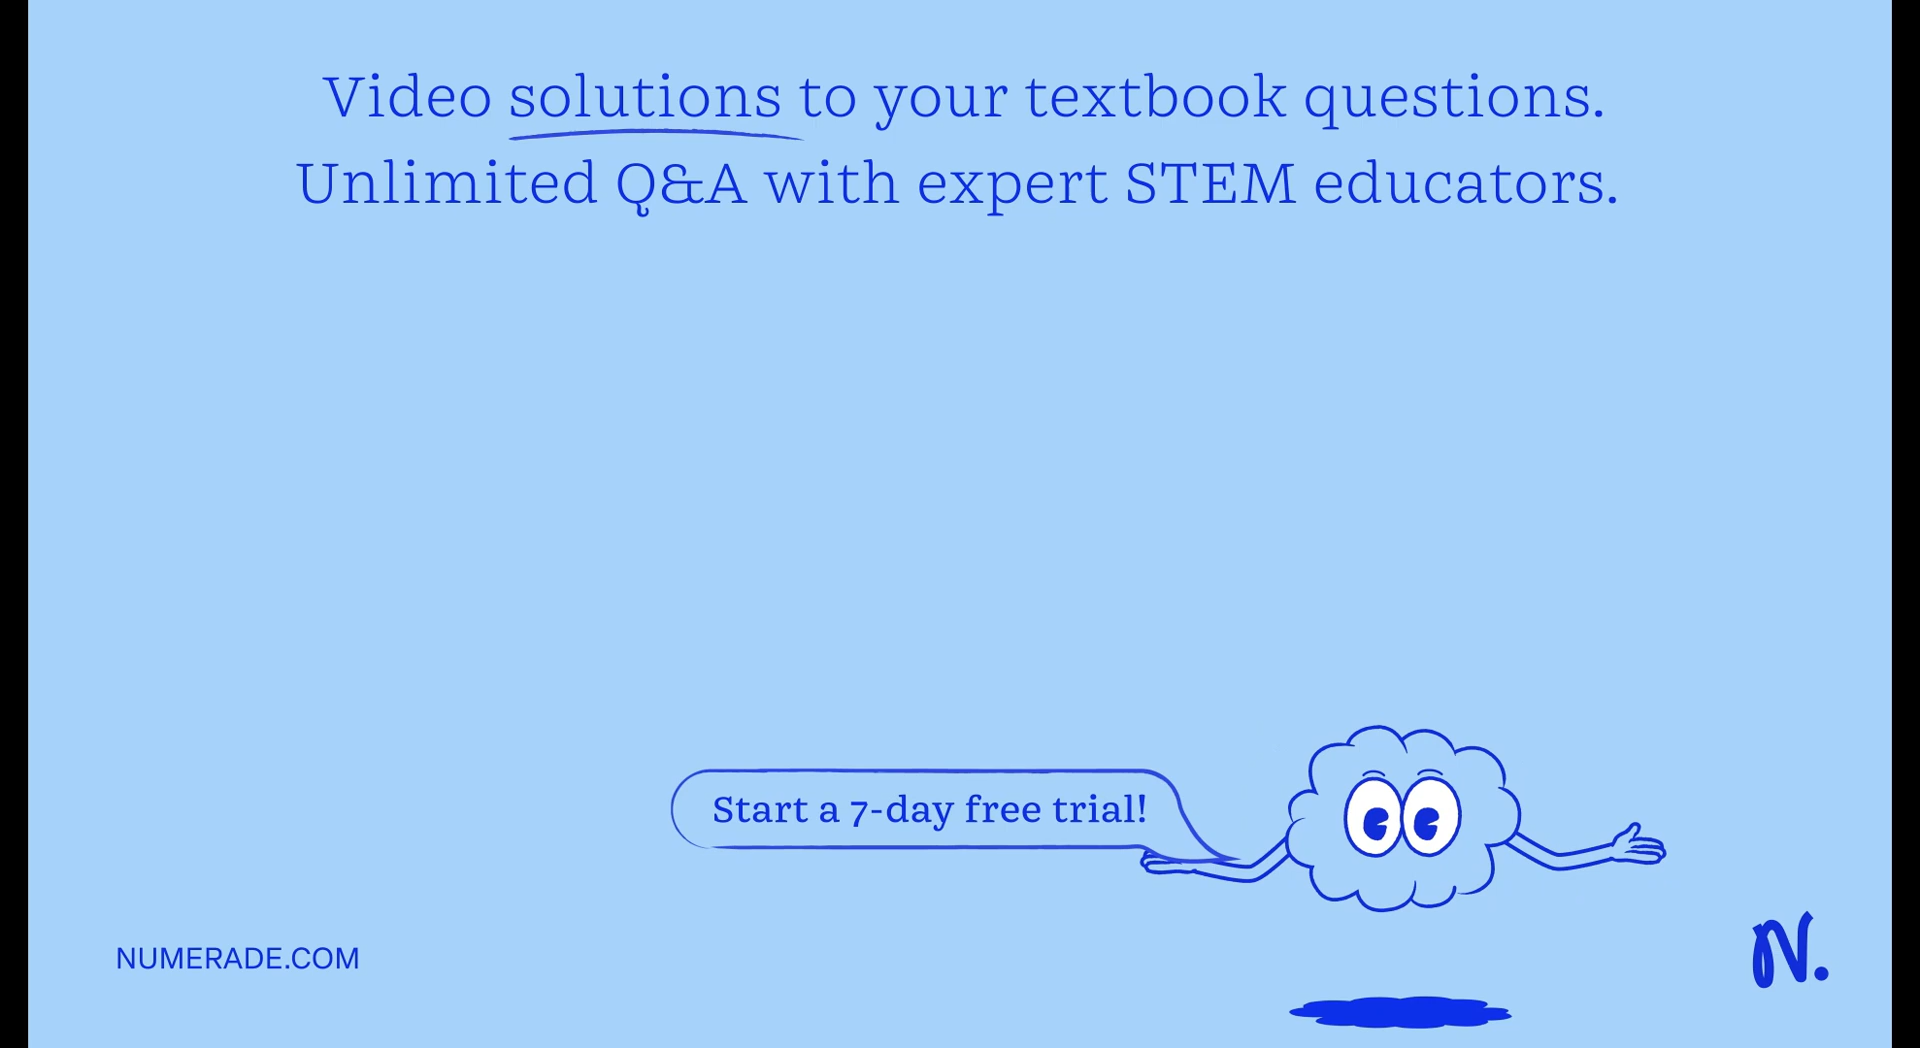 Video solutions to your textbook questions.
Unlimited Q&A with expert STEM educators.
Start a 7-day free trial!
NUMERADE.COM
N.